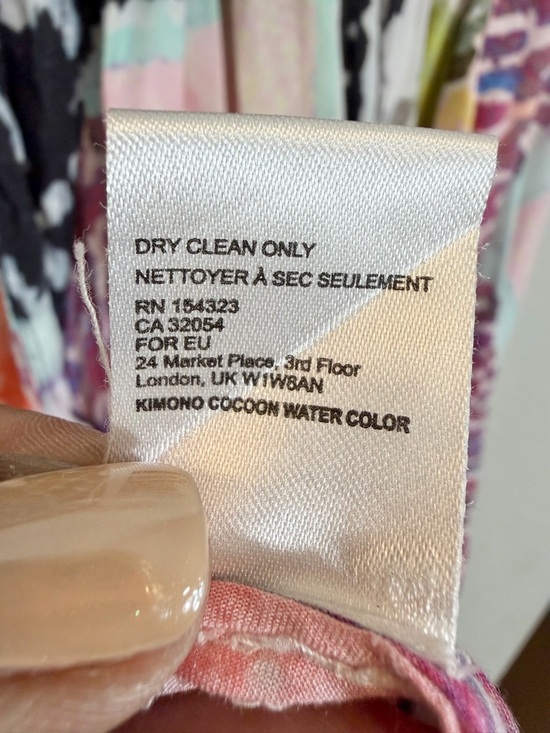 DRY CLEAN ONLY
NETTOYER À SEC SEULEMENT
RN 154323
CA 32054
FOR EU
24 Market Place, 3rd Floor
London, UK W1W8AN
KIMONO COCOON WATER COLOR